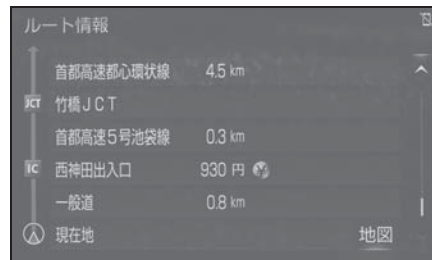 ルート情報
首都高速都心環状線 4.5 km
JCT 竹橋JCT
首都高速5号池袋線 0.3 km
IC 西神田出入口 930 円
一般道 0.8 km
現在地 地図